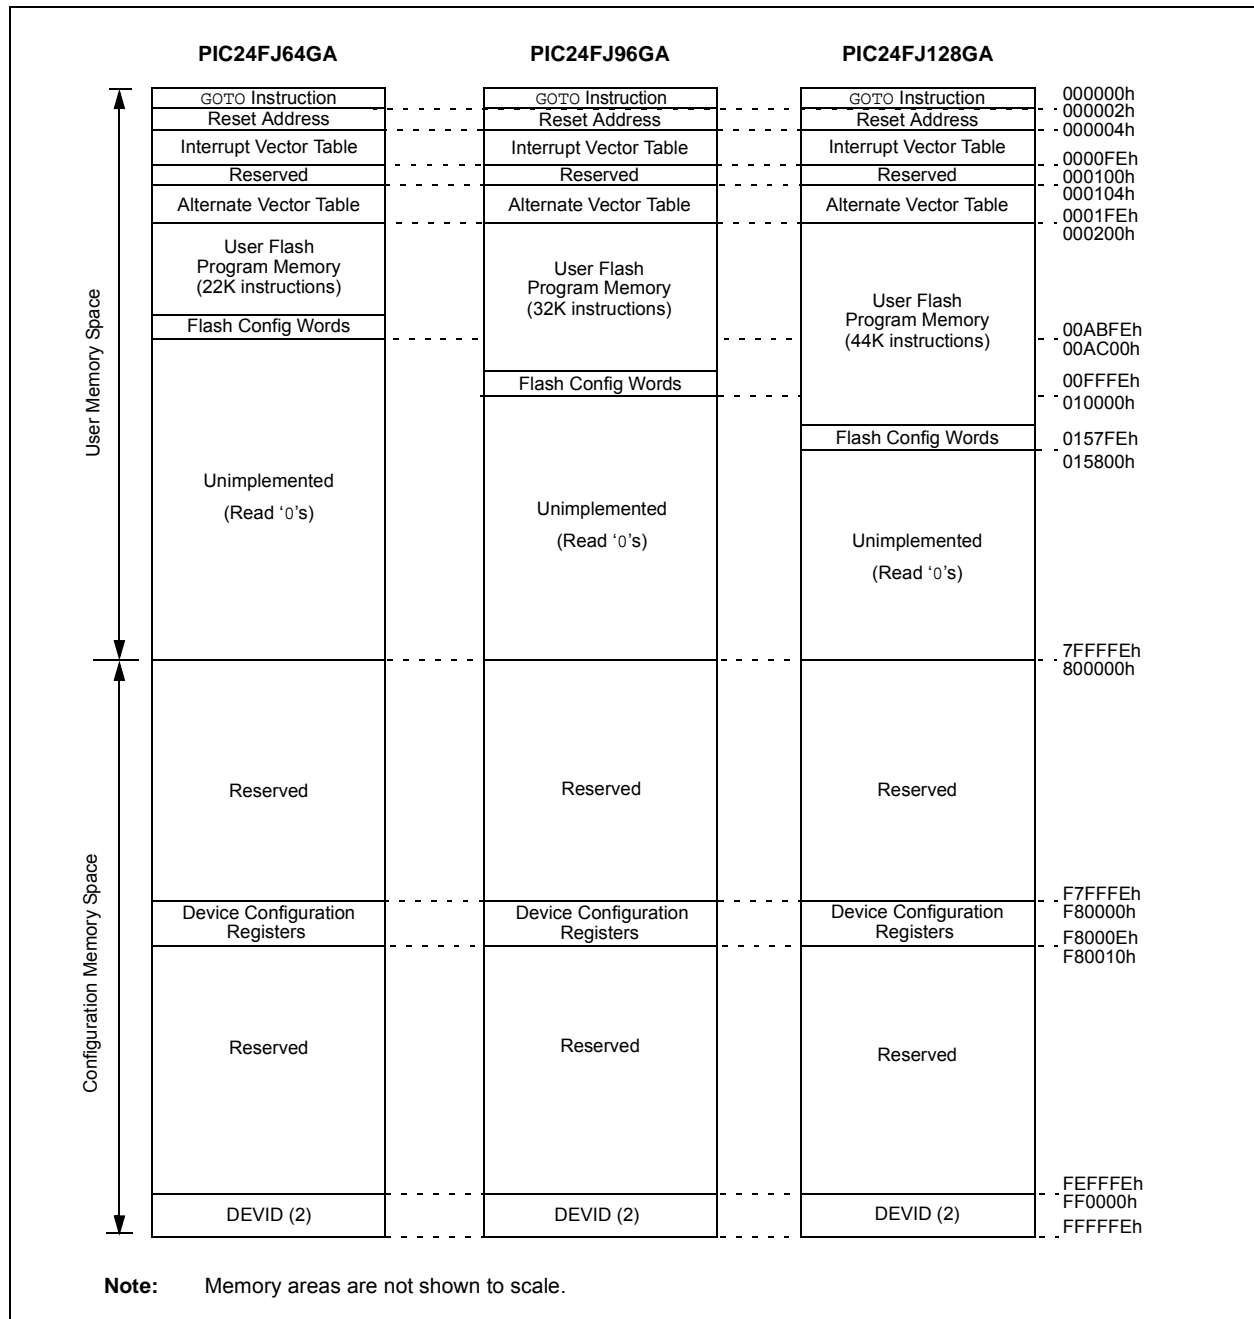 PIC24FJ64GA PIC24FJ96GA PIC24FJ128GA
GOTO Instruction GOTO Instruction GOTO Instruction 000000h
000002h
Reset Address Reset Address Reset Address
000004h
Interrupt Vector Table Interrupt Vector Table Interrupt Vector Table
0000FEh
Reserved Reserved Reserved 000100h
000104h
Alternate Vector Table Alternate Vector Table Alternate Vector Table
0001FEh
000200h
User Flash
Program Memory
(22K instructions)
User Flash
Program Memory
(32K instructions)
User Flash
Program Memory
(44K instructions)
Flash Config Words
00ABFEh
00AC00h
Flash Config Words
00FFFEh
010000h
Flash Config Words
0157FEh
015800h
User Memory Space
Unimplemented
(Read ‘0’s)
Unimplemented
(Read ‘0’s)
Unimplemented
(Read ‘0’s)
7FFFFEh
800000h
Reserved Reserved Reserved
F7FFFEh
F80000h
Device Configuration
Registers
Device Configuration
Registers
Device Configuration
Registers
F8000Eh
F80010h
Configuration Memory Space
Reserved Reserved Reserved
FEFFFEh
FF0000h
DEVID (2) DEVID (2) DEVID (2)
FFFFFEh
Note: Memory areas are not shown to scale.